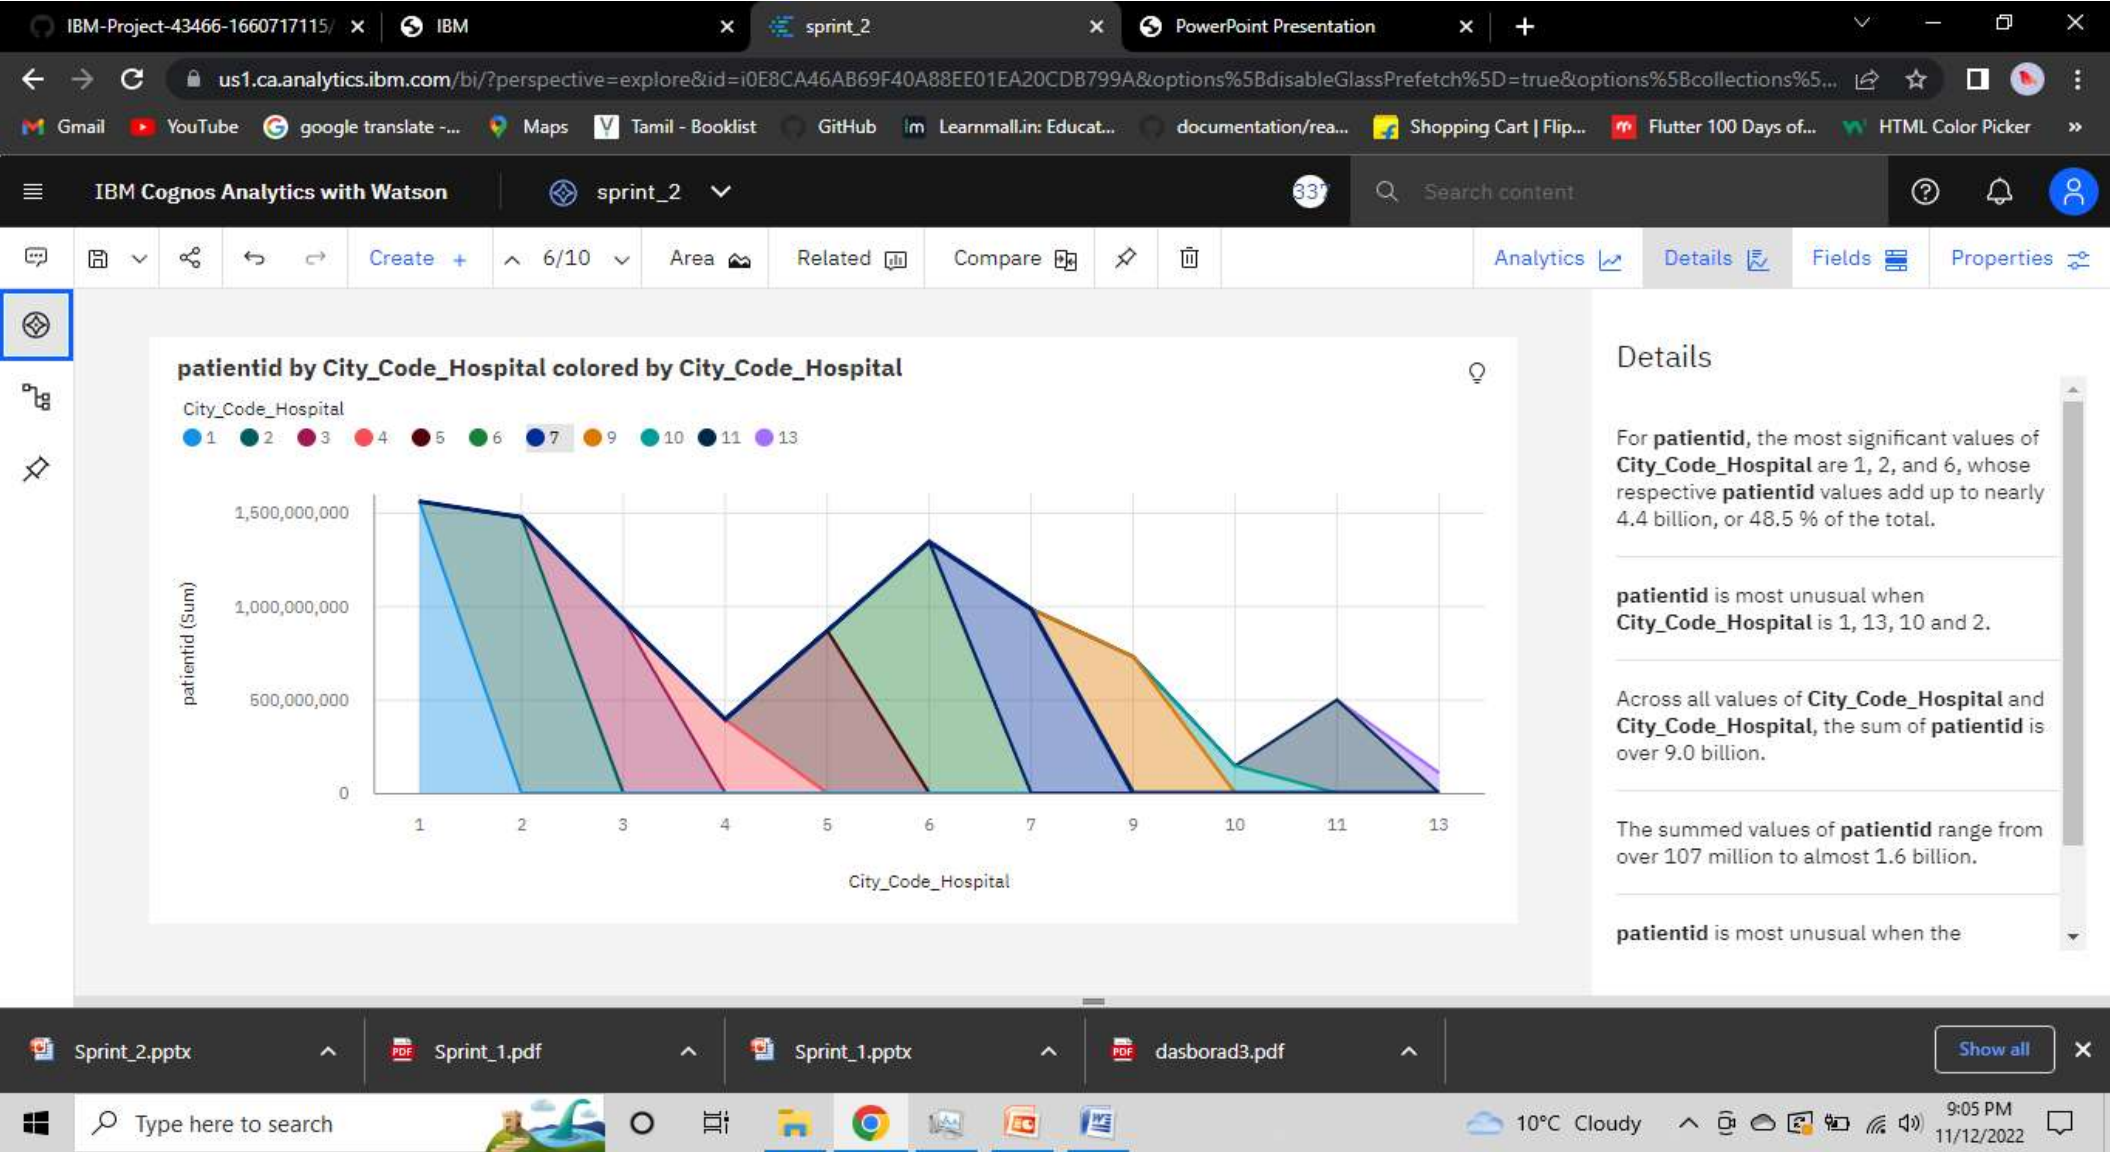 IBM-Project-43466-1660717115/
IBM
sprint_2
PowerPoint Presentation
us1.ca.analytics.ibm.com/bi/?perspective=explore&id=i0E8CA46AB69F40A88EE01EA20CDB799A&options%5BdisableGlassPrefetch%5D=true&options%5Bcollections%5...
Gmail
YouTube
google translate -...
Maps
Tamil - Booklist
GitHub
Learnmall.in: Educat...
documentation/rea...
Shopping Cart | Flip...
Flutter 100 Days of...
HTML Color Picker
»
IBM Cognos Analytics with Watson
sprint_2
337
Search content
Create +
6/10
Area
Related
Compare
Analytics
Details
Fields
Properties
patientid by City_Code_Hospital colored by City_Code_Hospital
City_Code_Hospital
1 2 3 4 5 6 7 9 10 11 13
patientid (Sum)
1,500,000,000
1,000,000,000
500,000,000
0
1 2 3 4 5 6 7 9 10 11 13
City_Code_Hospital
Details
For patientid, the most significant values of
City_Code_Hospital are 1, 2, and 6, whose
respective patientid values add up to nearly
4.4 billion, or 48.5 % of the total.
patientid is most unusual when
City_Code_Hospital is 1, 13, 10 and 2.
Across all values of City_Code_Hospital and
City_Code_Hospital, the sum of patientid is
over 9.0 billion.
The summed values of patientid range from
over 107 million to almost 1.6 billion.
patientid is most unusual when the
Sprint_2.pptx
PDF
Sprint_1.pdf
Sprint_1.pptx
PDF
dasborad3.pdf
Show all
Type here to search
10°C Cloudy
9:05 PM
11/12/2022